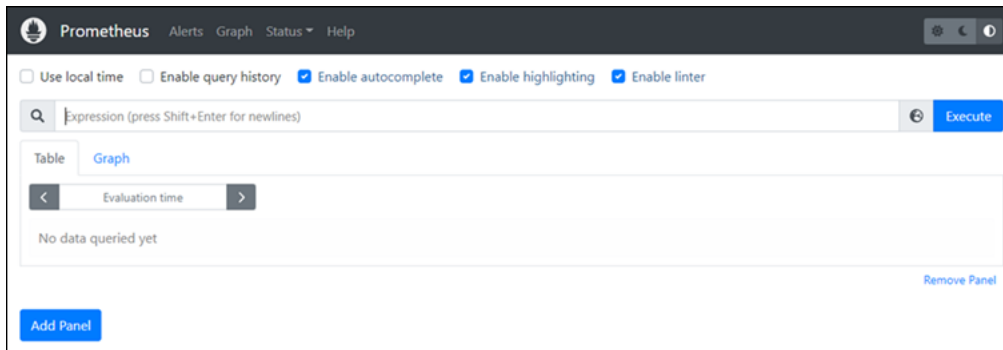 Prometheus Alerts Graph Status Help
Use local time Enable query history Enable autocomplete Enable highlighting Enable linter
Expression (press Shift+Enter for newlines) Execute
Table Graph
Evaluation time
No data queried yet
Remove Panel
Add Panel